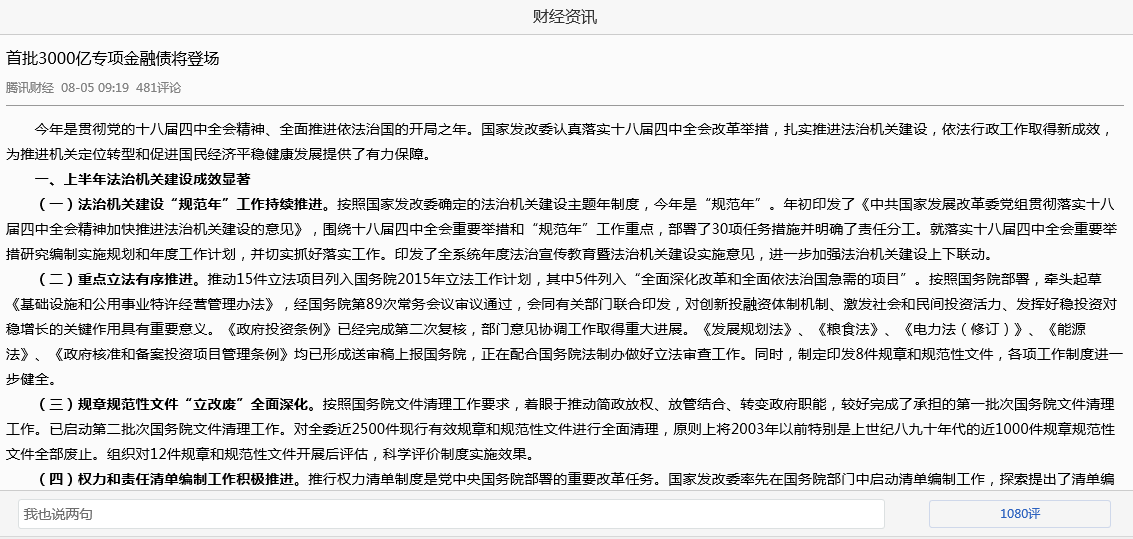 财经资讯
首批3000亿专项金融债将登场
腾讯财经 08-05 09:19 481评论
今年是贯彻党的十八届四中全会精神、全面推进依法治国的开局之年。国家发改委认真落实十八届四中全会改革举措，扎实推进法治机关建设，依法行政工作取得新成效，
为推进机关定位转型和促进国民经济平稳健康发展提供了有力保障。
一、上半年法治机关建设成效显著
（一）法治机关建设“规范年”工作持续推进。按照国家发改委确定的法治机关建设主题年制度，今年是“规范年”。年初印发了《中共国家发展改革委党组贯彻落实十八
届四中全会精神加快推进法治机关建设的意见》，围绕十八届四中全会重要举措和“规范年”工作重点，部署了30项任务措施并明确了责任分工。就落实十八届四中全会重要举
措研究编制实施规划和年度工作计划，并切实抓好落实工作。印发了全系统年度法治宣传教育暨法治机关建设实施意见，进一步加强法治机关建设上下联动。
（二）重点立法有序推进。推动15件立法项目列入国务院2015年立法工作计划，其中5件列入“全面深化改革和全面依法治国急需的项目”。按照国务院部署，牵头起草
《基础设施和公用事业特许经营管理办法》，经国务院第89次常务会议审议通过，会同有关部门联合印发，对创新投融资体制机制、激发社会和民间投资活力、发挥好稳投资对
稳增长的关键作用具有重要意义。《政府投资条例》已经完成第二次复核，部门意见协调工作取得重大进展。《发展规划法》、《粮食法》、《电力法（修订）》、《能源
法》、《政府核准和备案投资项目管理条例》均已形成送审稿上报国务院，正在配合国务院法制办做好立法审查工作。同时，制定印发8件规章和规范性文件，各项工作制度进一
步健全。
（三）规章规范性文件“立改废”全面深化。按照国务院文件清理工作要求，着眼于推动简政放权、放管结合、转变政府职能，较好完成了承担的第一批次国务院文件清理
工作。已启动第二批次国务院文件清理工作。对全委近2500件现行有效规章和规范性文件进行全面清理，原则上将2003年以前特别是上世纪八九十年代的近1000件规章规范性
文件全部废止。组织对12件规章和规范性文件开展后评估，科学评价制度实施效果。
（四）权力和责任清单编制工作积极推进。推行权力清单制度是党中央国务院部署的重要改革任务。国家发改委率先在国务院部门中启动清单编制工作，探索提出了清单编
我也说两句
1080评